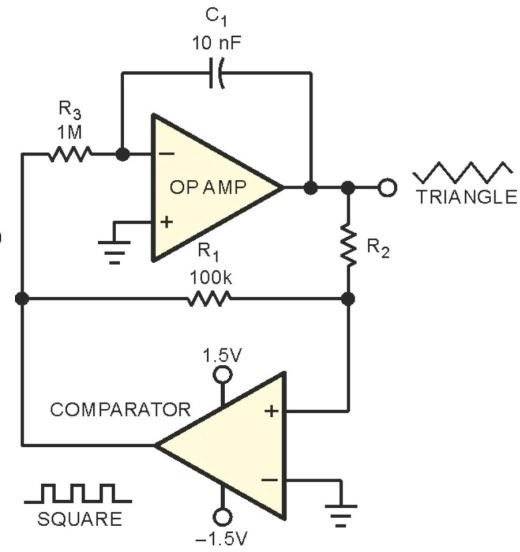 C1
10 nF
R3
1M
−
OP AMP
+
TRIANGLE
R2
R1
100k
1.5V
COMPARATOR
+
−
SQUARE
–1.5V